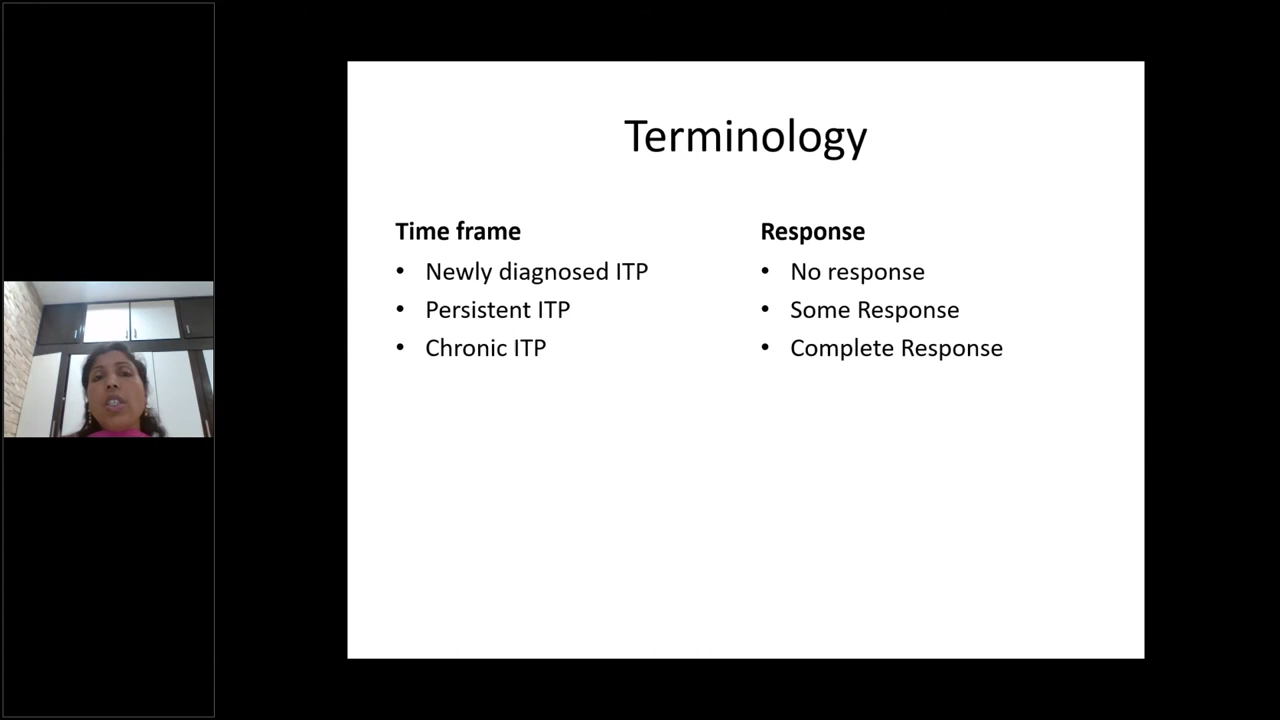 Terminology
Time frame
• Newly diagnosed ITP
• Persistent ITP
• Chronic ITP
Response
• No response
• Some Response
• Complete Response